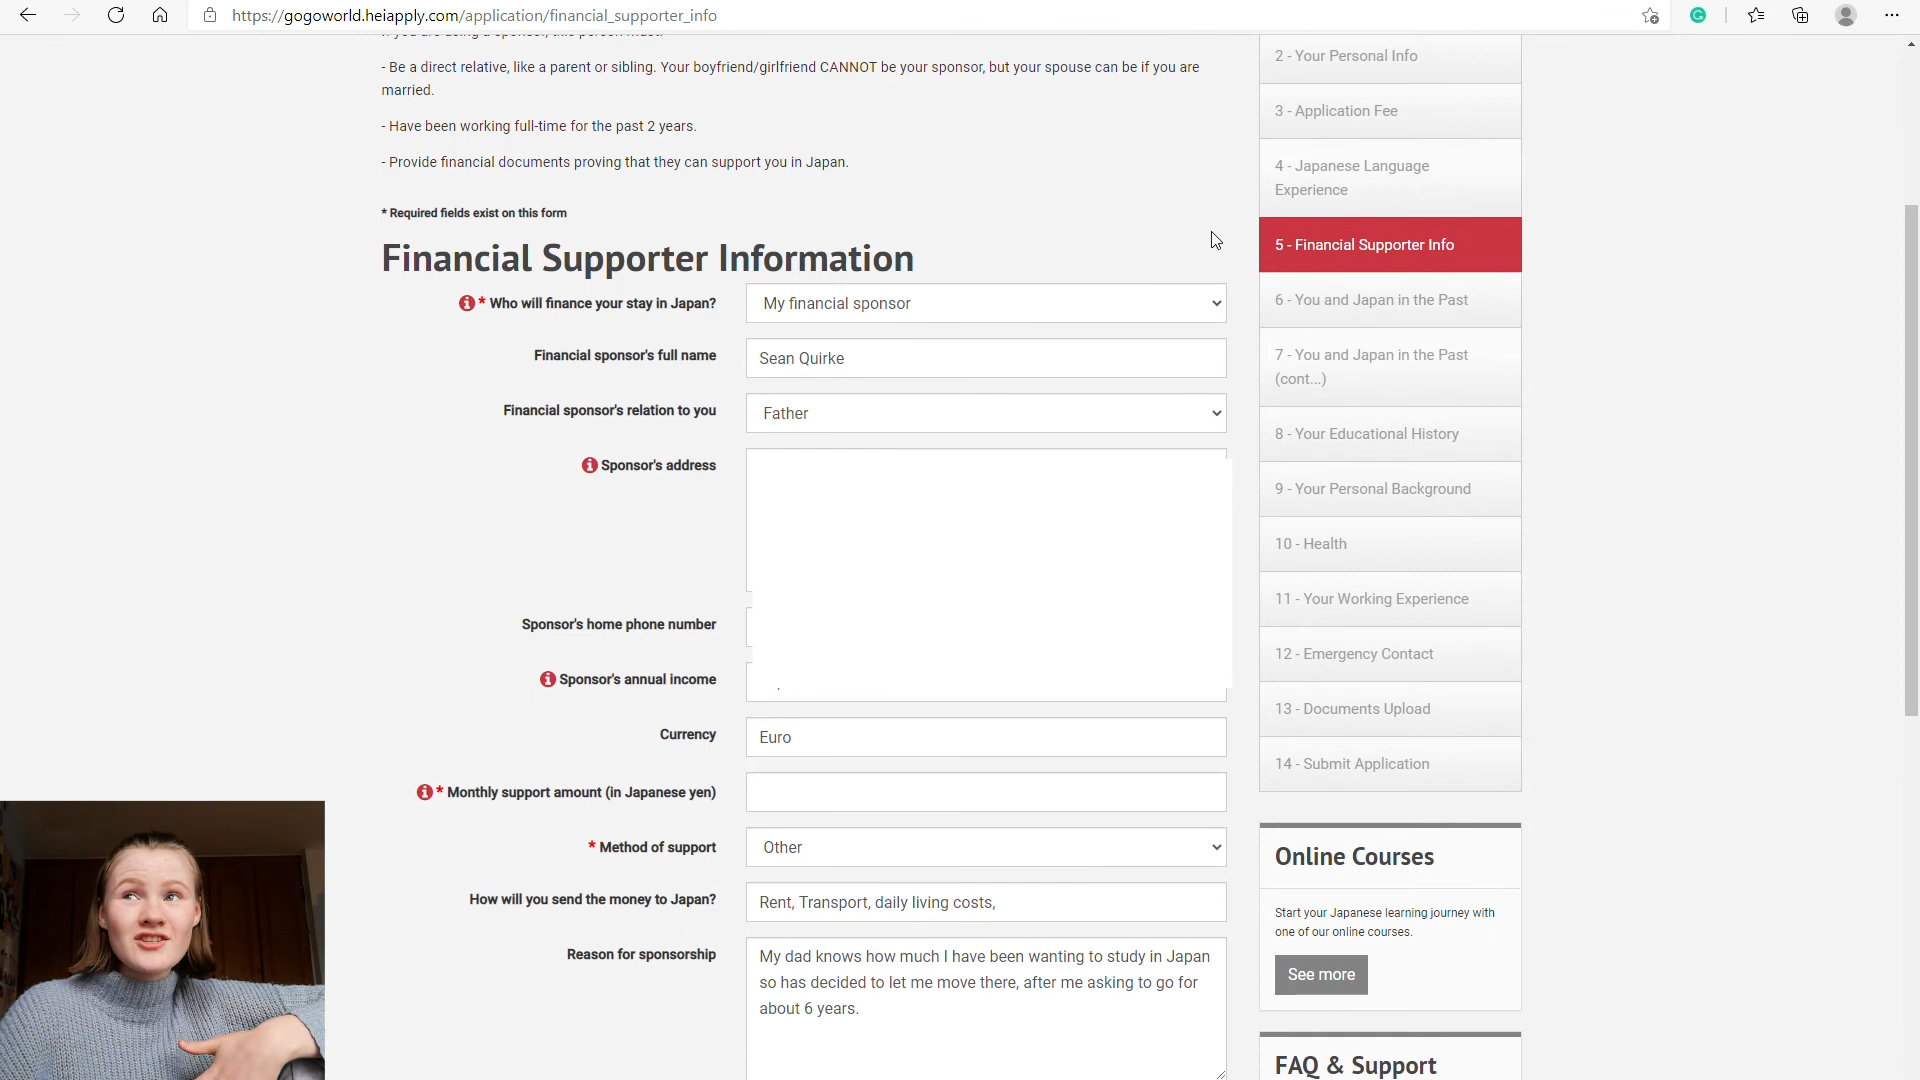 https://gogoworld.heiapply.com/application/financial_supporter_info
- Be a direct relative, like a parent or sibling. Your boyfriend/girlfriend CANNOT be your sponsor, but your spouse can be if you are
married.
- Have been working full-time for the past 2 years.
- Provide financial documents proving that they can support you in Japan.
* Required fields exist on this form
Financial Supporter Information
* Who will finance your stay in Japan?
My financial sponsor
Financial sponsor's full name
Sean Quirke
Financial sponsor's relation to you
Father
Sponsor's address
Sponsor's home phone number
Sponsor's annual income
Currency
Euro
* Monthly support amount (in Japanese yen)
* Method of support
Other
How will you send the money to Japan?
Rent, Transport, daily living costs,
Reason for sponsorship
My dad knows how much I have been wanting to study in Japan
so has decided to let me move there, after me asking to go for
about 6 years.
2 - Your Personal Info
3 - Application Fee
4 - Japanese Language
Experience
5 - Financial Supporter Info
6 - You and Japan in the Past
7 - You and Japan in the Past
(cont...)
8 - Your Educational History
9 - Your Personal Background
10 - Health
11 - Your Working Experience
12 - Emergency Contact
13 - Documents Upload
14 - Submit Application
Online Courses
Start your Japanese learning journey with
one of our online courses.
See more
FAQ & Support